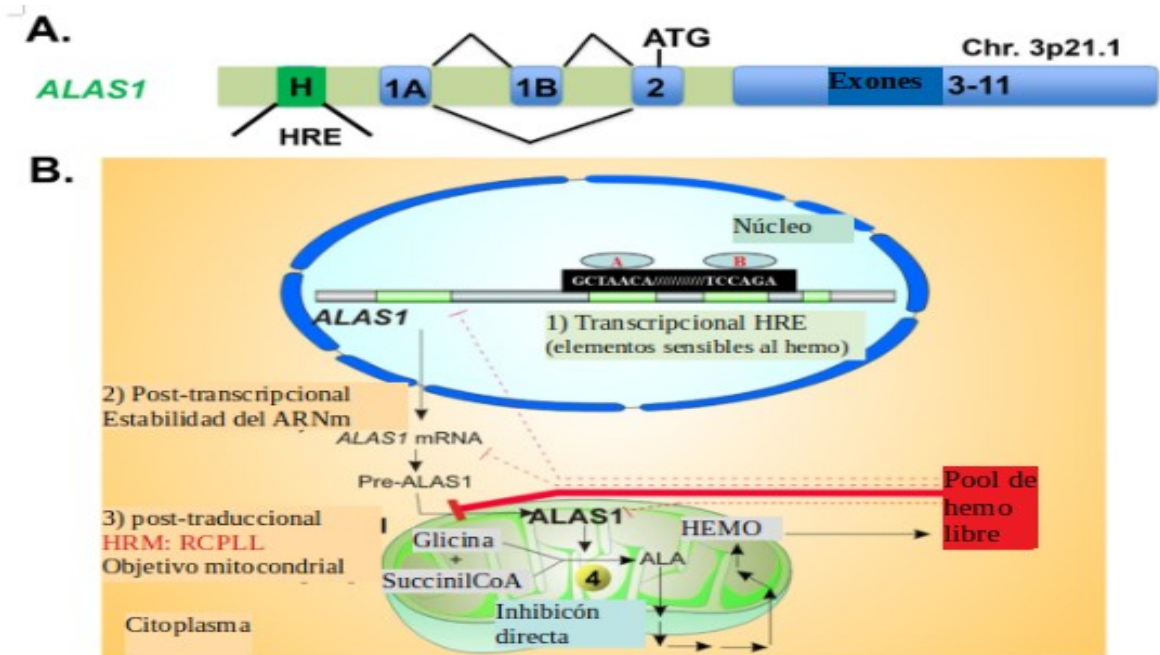 A.
ATG
Chr. 3p21.1
ALAS1
H
1A
1B
2
Exones
3-11
HRE
B.
Núcleo
A
B
GCTAACA///////////TCCAGA
ALAS1
1) Transcripcional HRE
(elementos sensibles al hemo)
2) Post-transcripcional
Estabilidad del ARNm
ALAS1 mRNA
Pre-ALAS1
Pool de
hemo
libre
3) post-traduccional
HRM: RCPLL
Objetivo mitocondrial
ALAS1
HEMO
Glicina
+
SuccinilCoA
ALA
4
Inhibicón
directa
Citoplasma